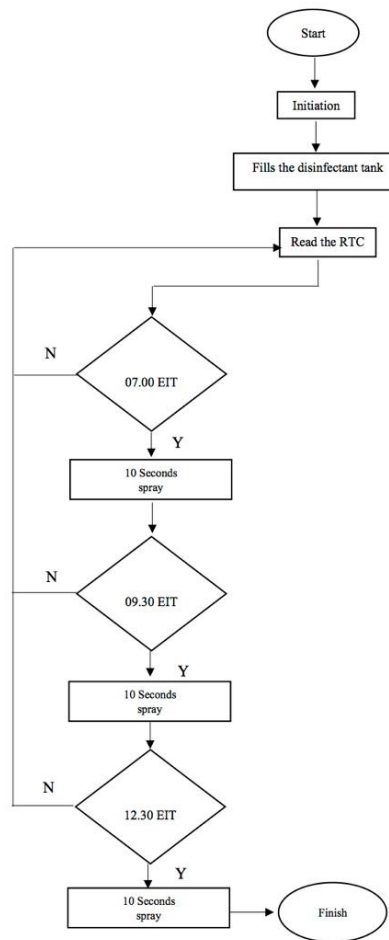 Start
Initiation
Fills the disinfectant tank
Read the RTC
N
07.00 EIT
Y
10 Seconds
spray
N
09.30 EIT
Y
10 Seconds
spray
N
12.30 EIT
Y
10 Seconds
spray
Finish